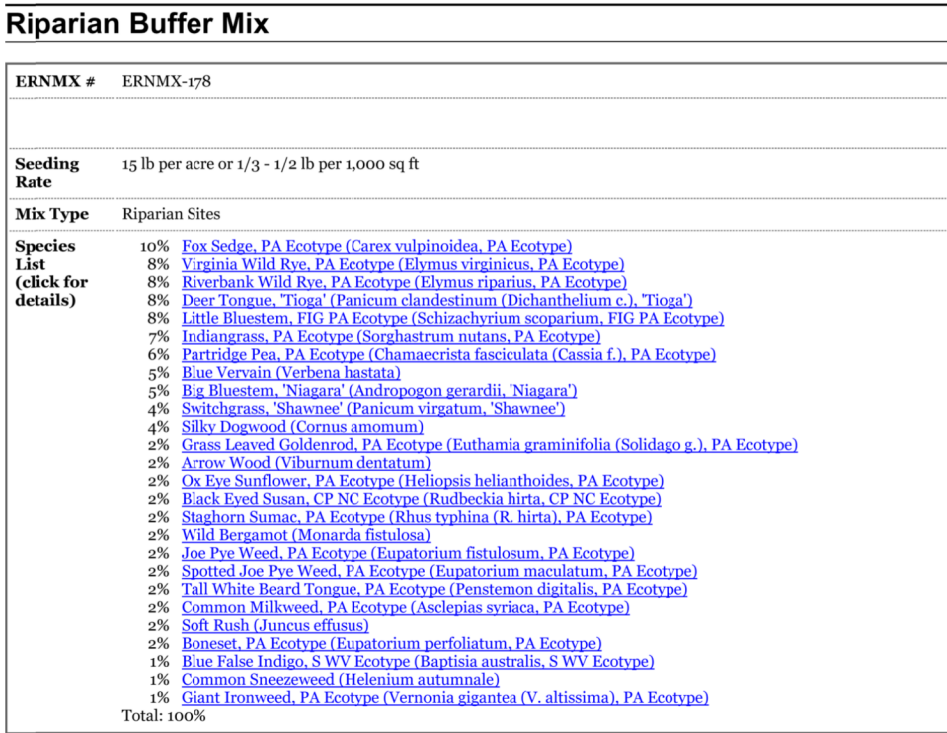 Riparian Buffer Mix
ERNMX # ERNMX-178
Seeding Rate 15 lb per acre or 1/3 - 1/2 lb per 1,000 sq ft
Mix Type Riparian Sites
Species List (click for details)
10% Fox Sedge, PA Ecotype (Carex vulpinoidea, PA Ecotype)
8% Virginia Wild Rye, PA Ecotype (Elymus virginicus, PA Ecotype)
8% Riverbank Wild Rye, PA Ecotype (Elymus riparius, PA Ecotype)
8% Deer Tongue, 'Tioga' (Panicum clandestinum (Dichanthelium c.), 'Tioga')
8% Little Bluestem, FIG PA Ecotype (Schizachyrium scoparium, FIG PA Ecotype)
7% Indiangrass, PA Ecotype (Sorghastrum nutans, PA Ecotype)
6% Partridge Pea, PA Ecotype (Chamaecrista fasciculata (Cassia f.), PA Ecotype)
5% Blue Vervain (Verbena hastata)
5% Big Bluestem, 'Niagara' (Andropogon gerardii, 'Niagara')
4% Switchgrass, 'Shawnee' (Panicum virgatum, 'Shawnee')
4% Silky Dogwood (Cornus amomum)
2% Grass Leaved Goldenrod, PA Ecotype (Euthamia graminifolia (Solidago g.), PA Ecotype)
2% Arrow Wood (Viburnum dentatum)
2% Ox Eye Sunflower, PA Ecotype (Heliopsis helianthoides, PA Ecotype)
2% Black Eyed Susan, CP NC Ecotype (Rudbeckia hirta, CP NC Ecotype)
2% Staghorn Sumac, PA Ecotype (Rhus typhina (R. hirta), PA Ecotype)
2% Wild Bergamot (Monarda fistulosa)
2% Joe Pye Weed, PA Ecotype (Eupatorium fistulosum, PA Ecotype)
2% Spotted Joe Pye Weed, PA Ecotype (Eupatorium maculatum, PA Ecotype)
2% Tall White Beard Tongue, PA Ecotype (Penstemon digitalis, PA Ecotype)
2% Common Milkweed, PA Ecotype (Asclepias syriaca, PA Ecotype)
2% Soft Rush (Juncus effusus)
2% Boneset, PA Ecotype (Eupatorium perfoliatum, PA Ecotype)
1% Blue False Indigo, S WV Ecotype (Baptisia australis, S WV Ecotype)
1% Common Sneezeweed (Helenium autumnale)
1% Giant Ironweed, PA Ecotype (Vernonia gigantea (V. altissima), PA Ecotype)
Total: 100%